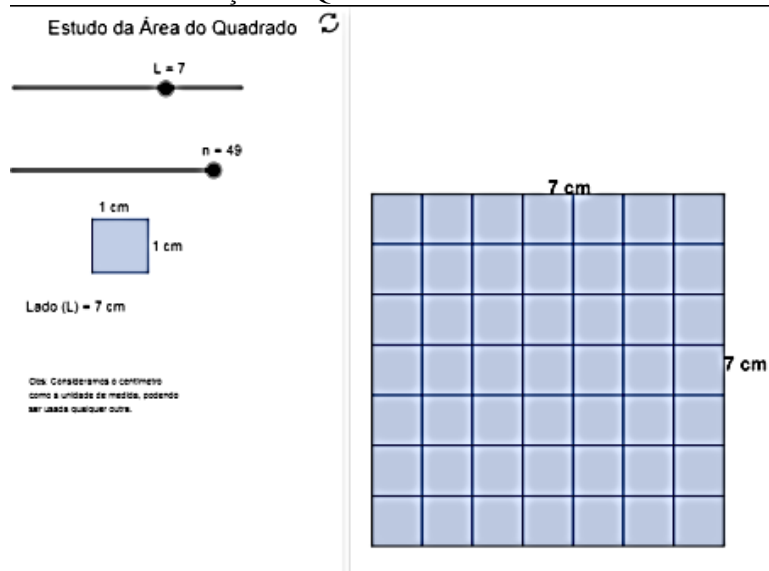 Estudo da Área do Quadrado
L = 7
n = 49
1 cm
1 cm
Lado (L) = 7 cm
Obs. Consideramos o centímetro
como a unidade de medida, podendo
ser usada qualquer outra.
7 cm
7 cm